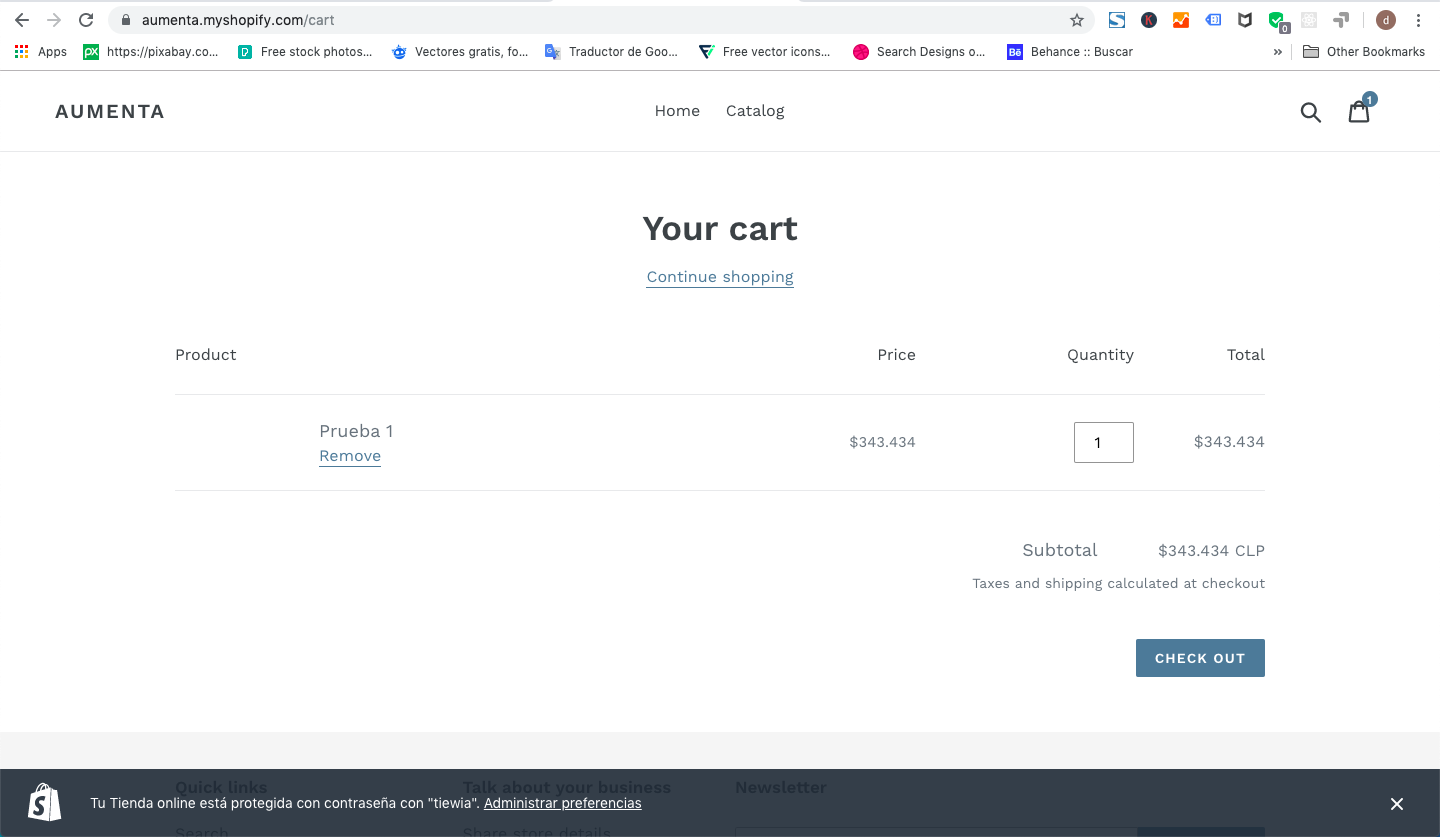 aumenta.myshopify.com/cart
d
0
Apps
https://pixabay.co...
Free stock photos...
Vectores gratis, fo...
Traductor de Goo...
Free vector icons...
Search Designs o...
Behance :: Buscar
»
Other Bookmarks
AUMENTA
Home
Catalog
1
Your cart
Continue shopping
Product
Price
Quantity
Total
Prueba 1
$343.434
1
$343.434
Remove
Subtotal
$343.434 CLP
Taxes and shipping calculated at checkout
CHECK OUT
Quick links
Talk about your business
Newsletter
Tu Tienda online está protegida con contraseña con "tiewia". Administrar preferencias
Search
Share store details